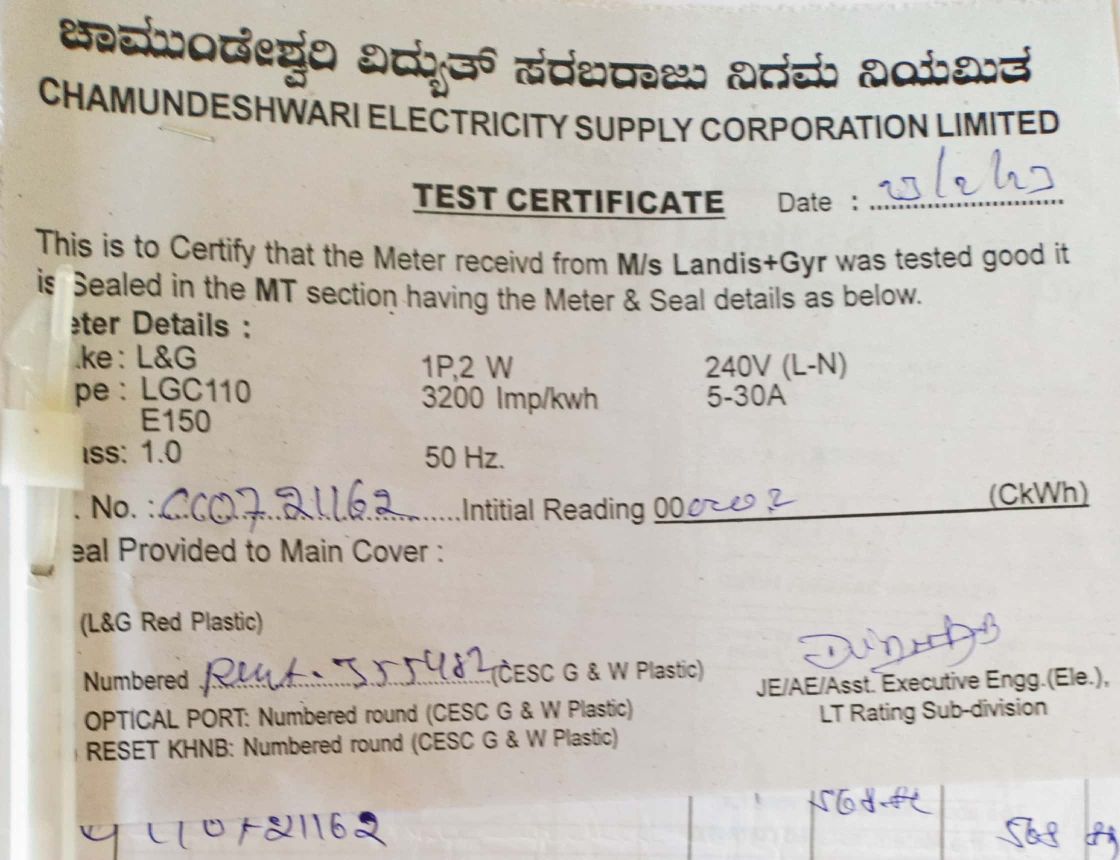 ಚಾಮುಂಡೇಶ್ವರಿ ವಿದ್ಯುತ್ ಸರಬರಾಜು ನಿಗಮ ನಿಯಮಿತ
CHAMUNDESHWARI ELECTRICITY SUPPLY CORPORATION LIMITED
TEST CERTIFICATE Date :
This is to Certify that the Meter receivd from M/s Landis+Gyr was tested good it
is Sealed in the MT section having the Meter & Seal details as below.
eter Details :
ke : L&G 1P,2 W 240V (L-N)
pe : LGC110 3200 Imp/kwh 5-30A
E150
ass: 1.0 50 Hz.
. No. : CC0721162 Intitial Reading 00 (CkWh)
eal Provided to Main Cover :
(L&G Red Plastic)
Numbered (CESC G & W Plastic)
JE/AE/Asst. Executive Engg.(Ele.),
OPTICAL PORT: Numbered round (CESC G & W Plastic) LT Rating Sub-division
RESET KHNB: Numbered round (CESC G & W Plastic)